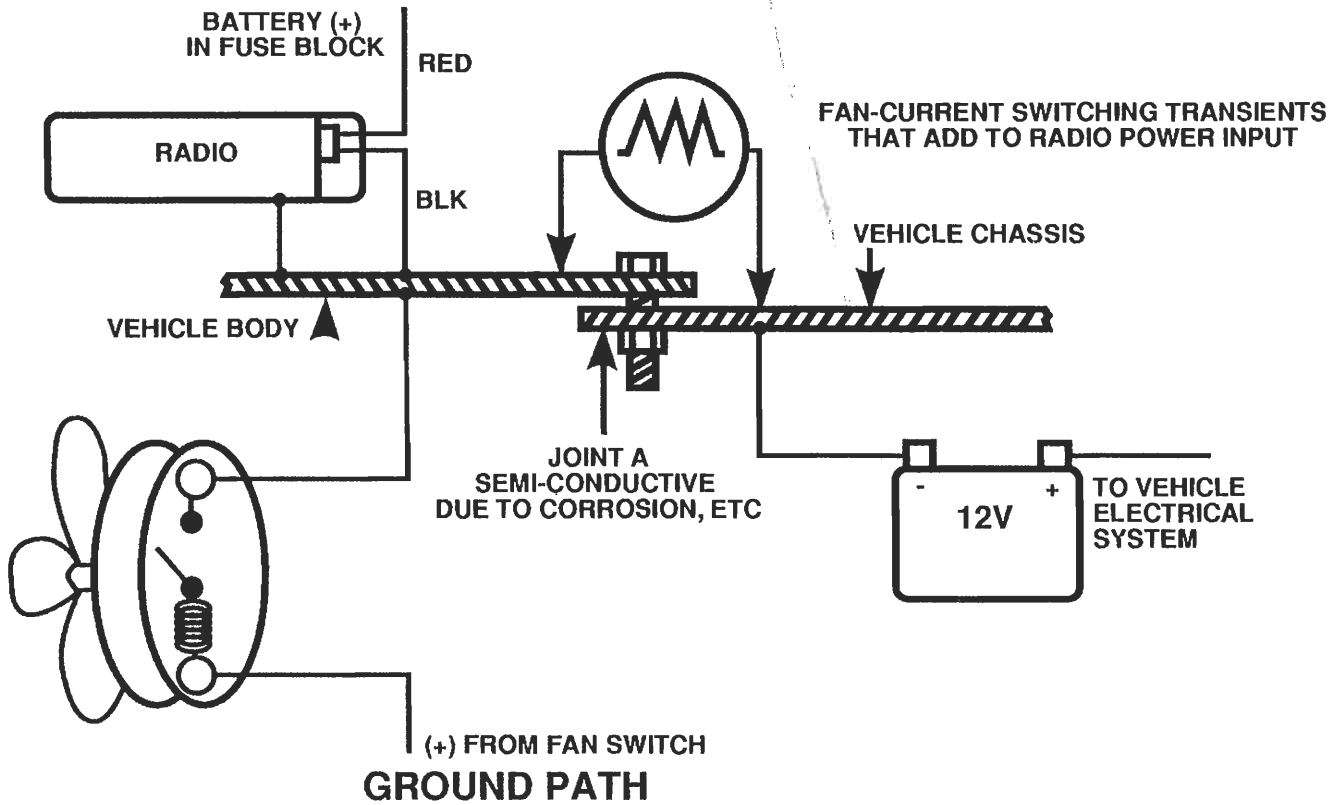 BATTERY (+)
IN FUSE BLOCK
RED
RADIO
BLK
FAN-CURRENT SWITCHING TRANSIENTS
THAT ADD TO RADIO POWER INPUT
VEHICLE CHASSIS
VEHICLE BODY
JOINT A
SEMI-CONDUCTIVE
DUE TO CORROSION, ETC
- +
12V
TO VEHICLE
ELECTRICAL
SYSTEM
(+) FROM FAN SWITCH
GROUND PATH